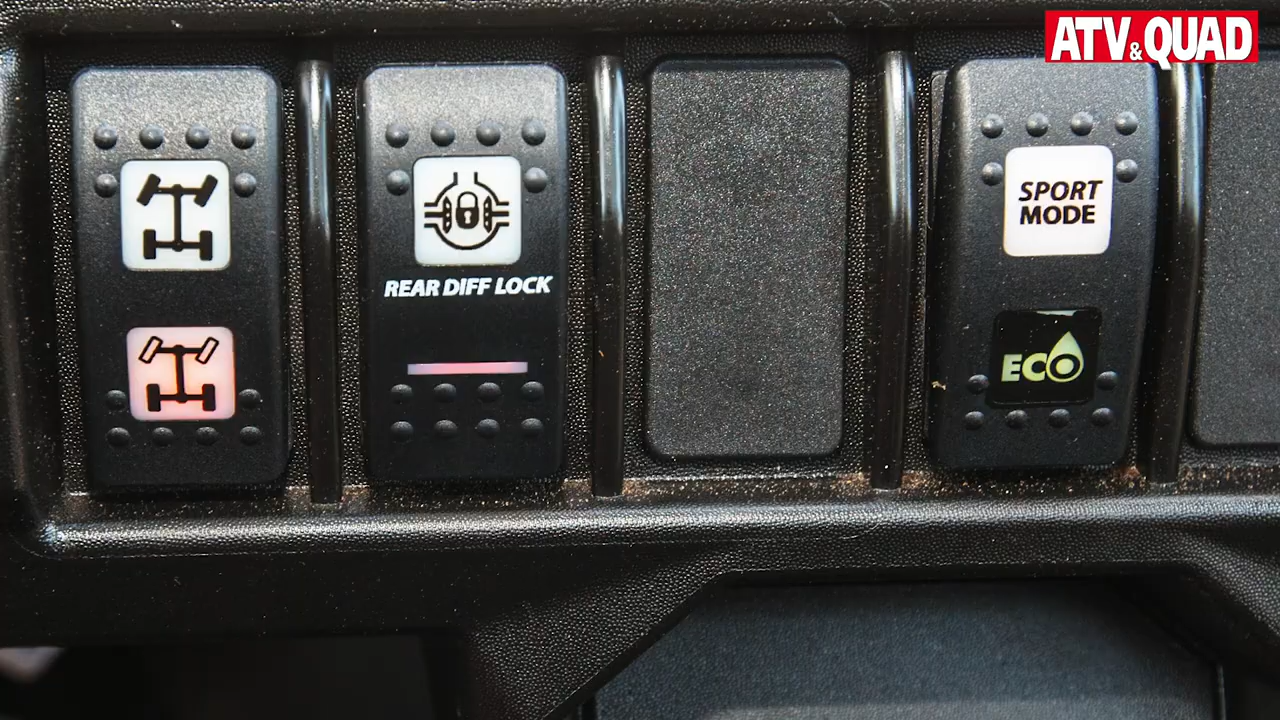 ATV&QUAD
REAR DIFF LOCK
SPORT
MODE
ECO